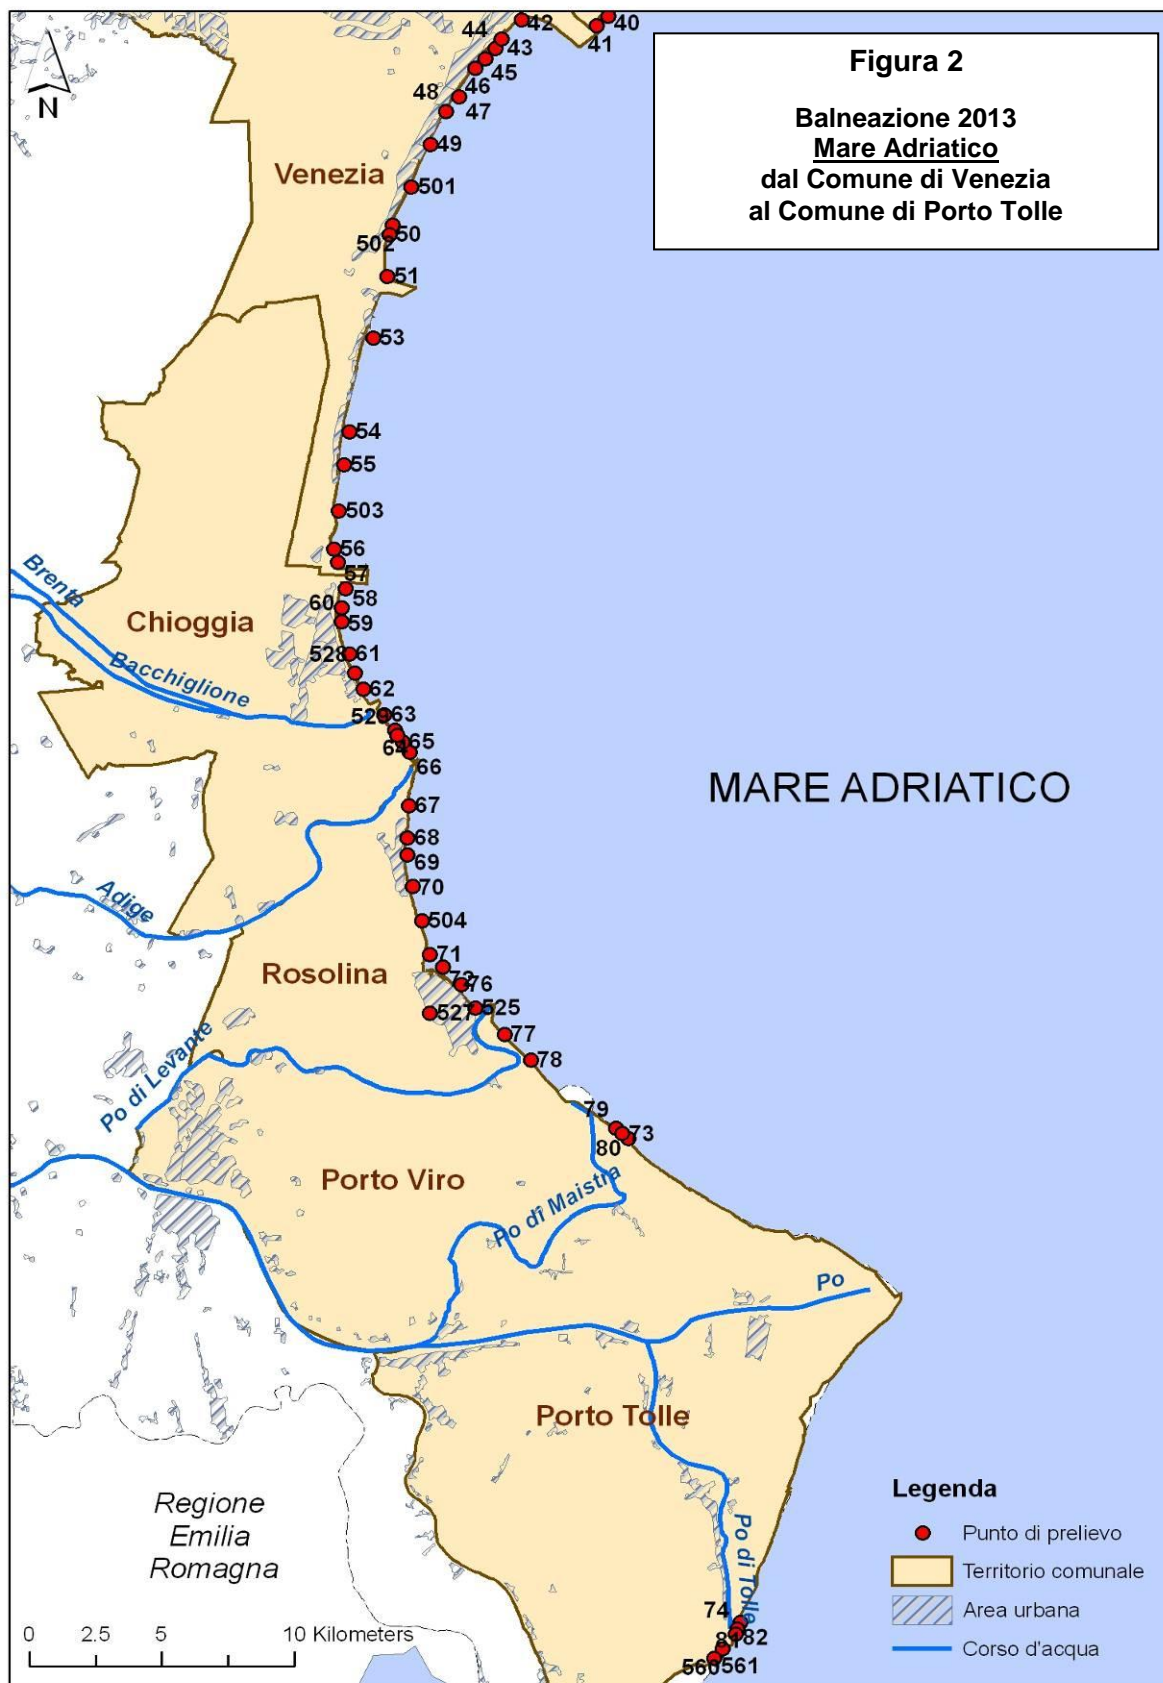 Figura 2
Balneazione 2013
Mare Adriatico
dal Comune di Venezia
al Comune di Porto Tolle
N
44
42
40
41
43
45
46
48
47
49
Venezia
501
50
502
51
53
54
55
503
56
57
Brenta
58
60
59
Chioggia
528
61
Bacchiglione
62
529
63
65
64
66
MARE ADRIATICO
67
68
69
70
Adige
504
71
72
76
Rosolina
525
527
77
78
Po di Levante
79
73
80
Porto Viro
Po di Maistra
Po
Porto Tolle
Po di Tolle
74
82
81
560
561
Regione
Emilia
Romagna
0 2.5 5 10 Kilometers
Legenda
Punto di prelievo
Territorio comunale
Area urbana
Corso d'acqua